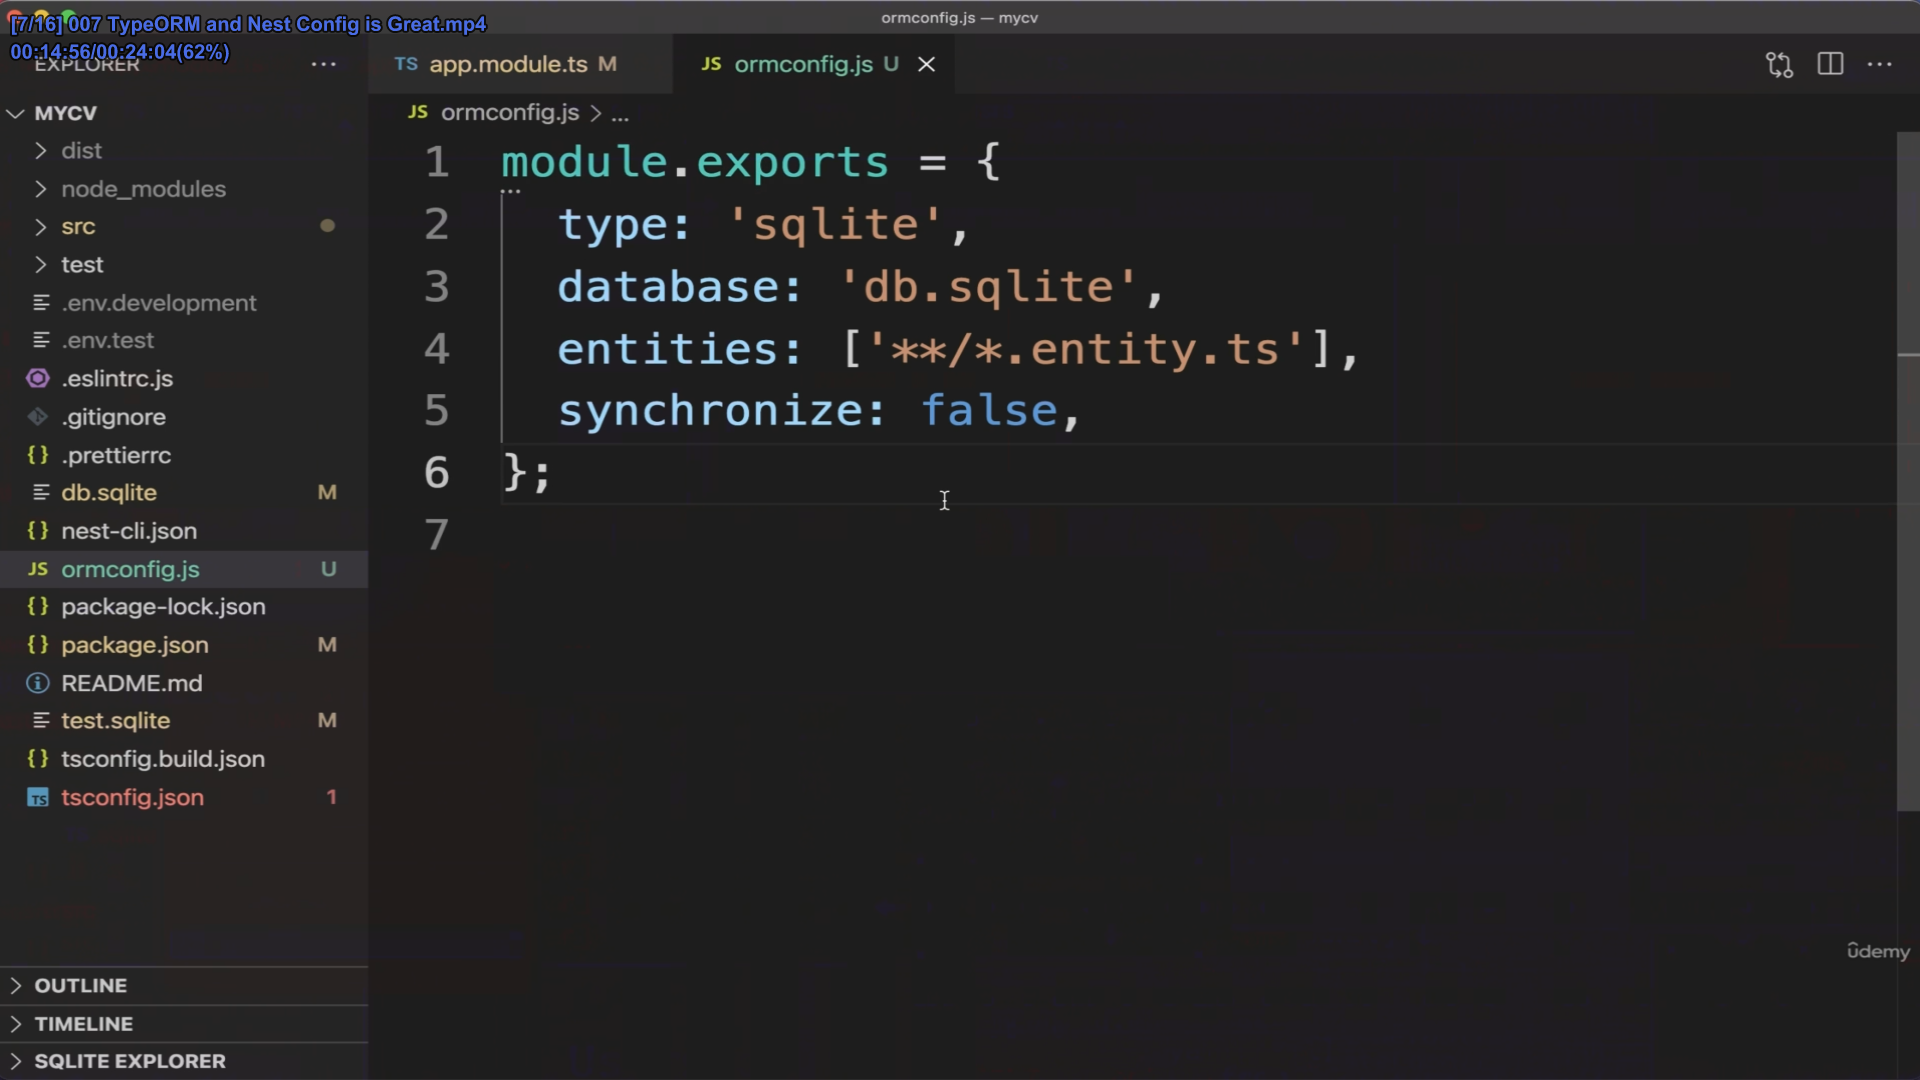 [7/16] 007 TypeORM and Nest Config is Great.mp4
00:14:56/00:24:04(62%)
ormconfig.js — mycv
EXPLORER ...
TS app.module.ts M
JS ormconfig.js U
JS ormconfig.js > ...
MYCV
dist
node_modules
src
test
.env.development
.env.test
.eslintrc.js
.gitignore
{} .prettierrc
db.sqlite M
{} nest-cli.json
JS ormconfig.js U
{} package-lock.json
{} package.json M
README.md
test.sqlite M
{} tsconfig.build.json
TS tsconfig.json 1
OUTLINE
TIMELINE
SQLITE EXPLORER
1 module.exports = {
2 type: 'sqlite',
3 database: 'db.sqlite',
4 entities: ['**/*.entity.ts'],
5 synchronize: false,
6 };
7
ûdemy